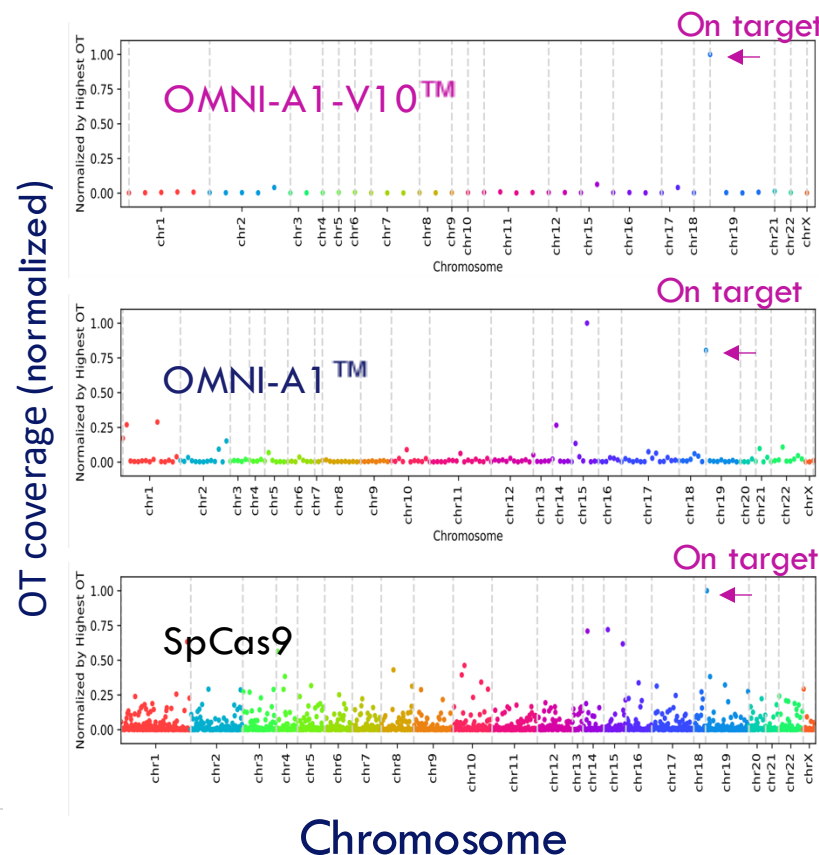 OT coverage (normalized)
On target
Normalized by Highest OT
1.00
0.75
0.50
0.25
0.00
OMNI-A1-V10™
chr1
chr2
chr3
chr4
chr5
chr6
chr7
chr8
chr9
chr10
chr11
chr12
chr15
chr16
chr17
chr18
chr19
chr21
chr22
chrX
Chromosome
On target
Normalized by Highest OT
1.00
0.75
0.50
0.25
0.00
OMNI-A1™
chr1
chr2
chr3
chr4
chr5
chr6
chr7
chr8
chr9
chr10
chr11
chr12
chr13
chr14
chr15
chr16
chr17
chr18
chr19
chr20
chr21
chr22
chrX
Chromosome
On target
Normalized by Highest OT
1.00
0.75
0.50
0.25
0.00
SpCas9
chr1
chr2
chr3
chr4
chr5
chr6
chr7
chr8
chr9
chr10
chr11
chr12
chr13
chr14
chr15
chr16
chr17
chr18
chr19
chr20
chr21
chr22
chrX
Chromosome